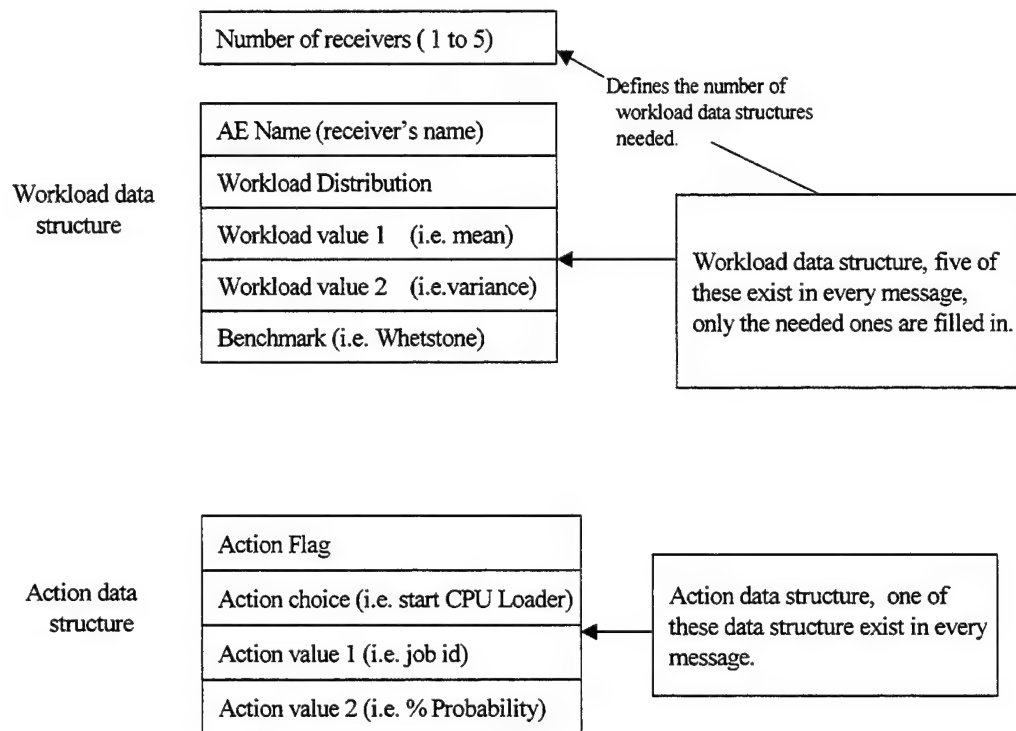 Number of receivers ( 1 to 5)
Defines the number of
workload data structures
needed.
AE Name (receiver's name)
Workload Distribution
Workload data
structure
Workload value 1 (i.e. mean)
Workload value 2 (i.e.variance)
Benchmark (i.e. Whetstone)
Workload data structure, five of
these exist in every message,
only the needed ones are filled in.
Action Flag
Action data
structure
Action choice (i.e. start CPU Loader)
Action value 1 (i.e. job id)
Action value 2 (i.e. % Probability)
Action data structure, one of
these data structure exist in every
message.